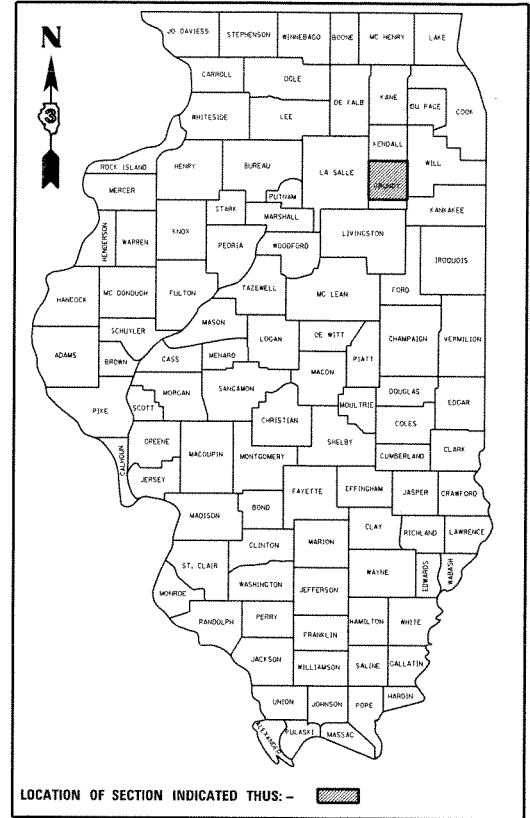 JO DAVIESS STEPHENSON WINNEBAGO BOONE MC HENRY LAKE
N
CARROLL OGLE
DE KALB KANE
DU PAGE COOK
3
WHITESIDE LEE
KENDALL
LA SALLE WILL
ROCK ISLAND HENRY BUREAU
GRUNDY
MERCER PUTNAM
STARK KANKAKEE
MARSHALL
HENDERSON WARREN KNOX LIVINGSTON
PEORIA WOODFORD IROQUOIS
TAZEWELL FORD
HANCOCK MC DONOUGH FULTON MC LEAN
MASON
SCHUYLER DE WITT
LOGAN CHAMPAIGN VERMILION
ADAMS BROWN CASS MENARD PIATT
MACON
SANGAMON DOUGLAS
MORGAN MOULTRIE EDGAR
PIKE SCOTT
CHRISTIAN COLES
GREENE SHELBY
CALHOUN MACOUPIN MONTGOMERY CUMBERLAND CLARK
JERSEY
FAYETTE EFFINGHAM JASPER CRAWFORD
MADISON BOND
CLAY
MARION RICHLAND LAWRENCE
CLINTON
ST. CLAIR WAYNE EDWARDS WABASH
WASHINGTON JEFFERSON
MONROE
RANDOLPH PERRY HAMILTON WHITE
FRANKLIN
JACKSON WILLIAMSON SALINE GALLATIN
HARDIN
UNION JOHNSON POPE
ALEXANDER PULASKI MASSAC
LOCATION OF SECTION INDICATED THUS: -